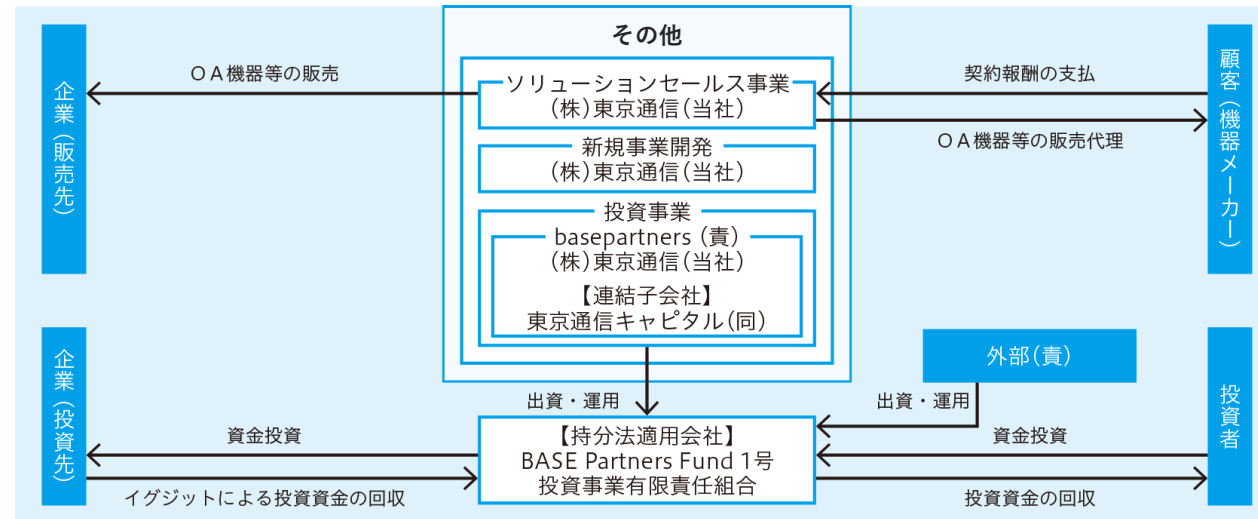 その他
企業（販売先）
OA機器等の販売
ソリューションセールス事業
（株）東京通信（当社）
契約報酬の支払
OA機器等の販売代理
顧客（機器メーカー）
新規事業開発
（株）東京通信（当社）
投資事業
basepartners（責）
（株）東京通信（当社）
【連結子会社】
東京通信キャピタル（同）
外部（責）
出資・運用
出資・運用
企業（投資先）
資金投資
イグジットによる投資資金の回収
【持分法適用会社】
BASE Partners Fund 1号
投資事業有限責任組合
資金投資
投資資金の回収
投資者